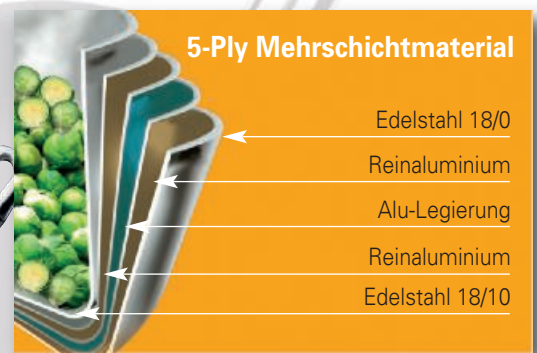 5-Ply Mehrschichtmaterial
Edelstahl 18/0
Reinaluminium
Alu-Legierung
Reinaluminium
Edelstahl 18/10